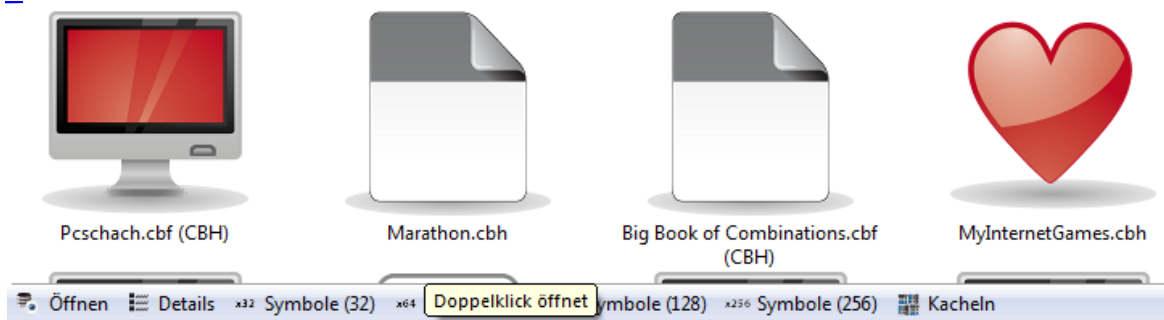 Pcschach.cbf (CBH)
Marathon.cbh
Big Book of Combinations.cbf
(CBH)
MyInternetGames.cbh
Öffnen Details x32 Symbole (32) x64 Doppelklick öffnet ymbole (128) x256 Symbole (256) Kacheln